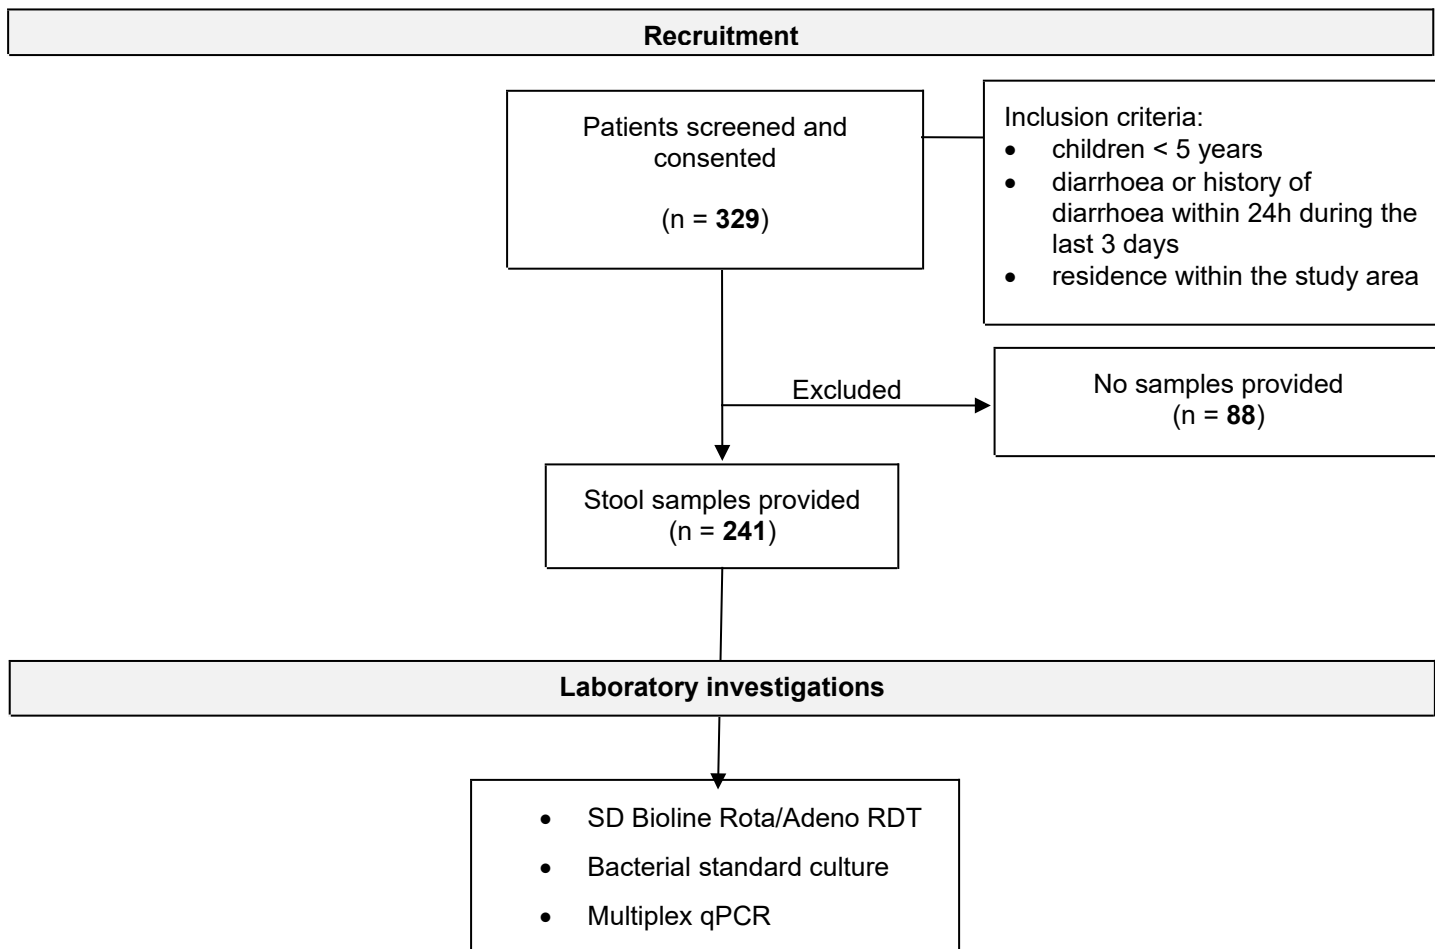 Recruitment
Patients screened and
consented
(n = 329)
Inclusion criteria:
• children < 5 years
• diarrhoea or history of
diarrhoea within 24h during the
last 3 days
• residence within the study area
Excluded
No samples provided
(n = 88)
Stool samples provided
(n = 241)
Laboratory investigations
• SD Bioline Rota/Adeno RDT
• Bacterial standard culture
• Multiplex qPCR